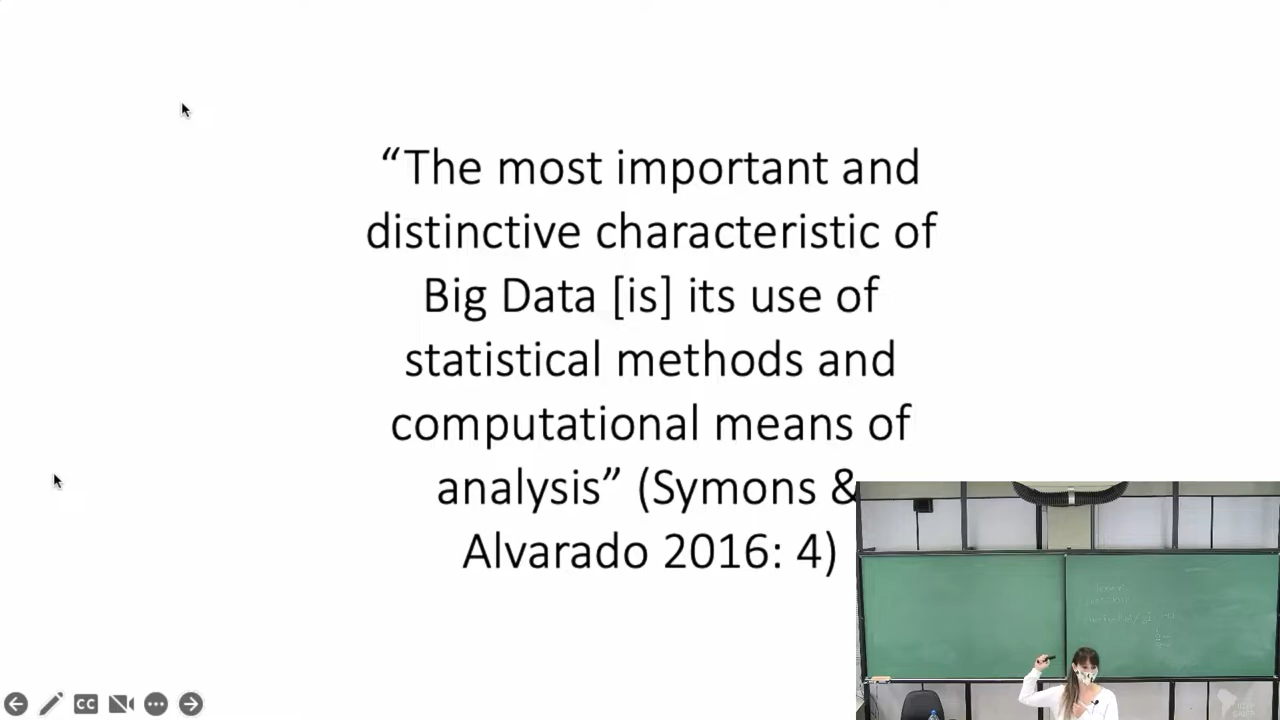 “The most important and
distinctive characteristic of
Big Data [is] its use of
statistical methods and
computational means of
analysis” (Symons &
Alvarado 2016: 4)
CC